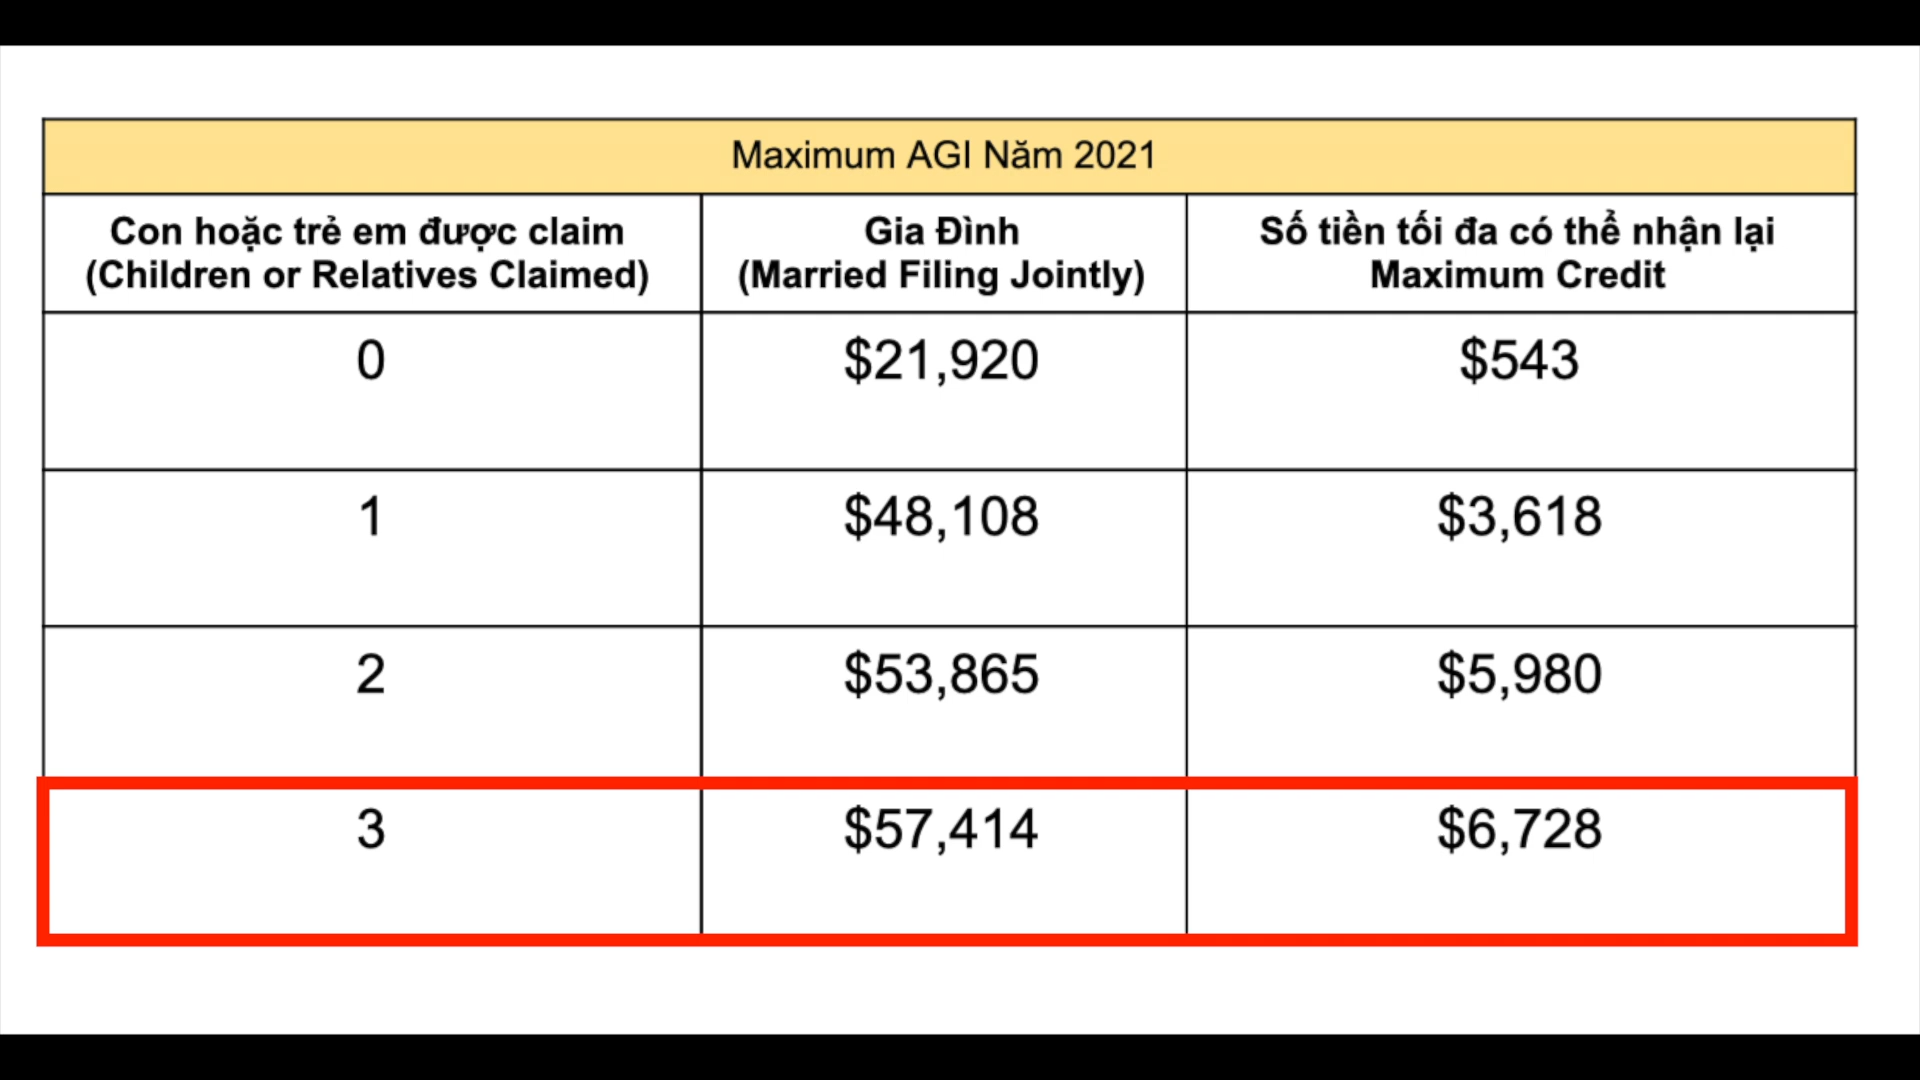 Maximum AGI Năm 2021
Con hoặc trẻ em được claim
(Children or Relatives Claimed)
Gia Đình
(Married Filing Jointly)
Số tiền tối đa có thể nhận lại
Maximum Credit
0
$21,920
$543
1
$48,108
$3,618
2
$53,865
$5,980
3
$57,414
$6,728